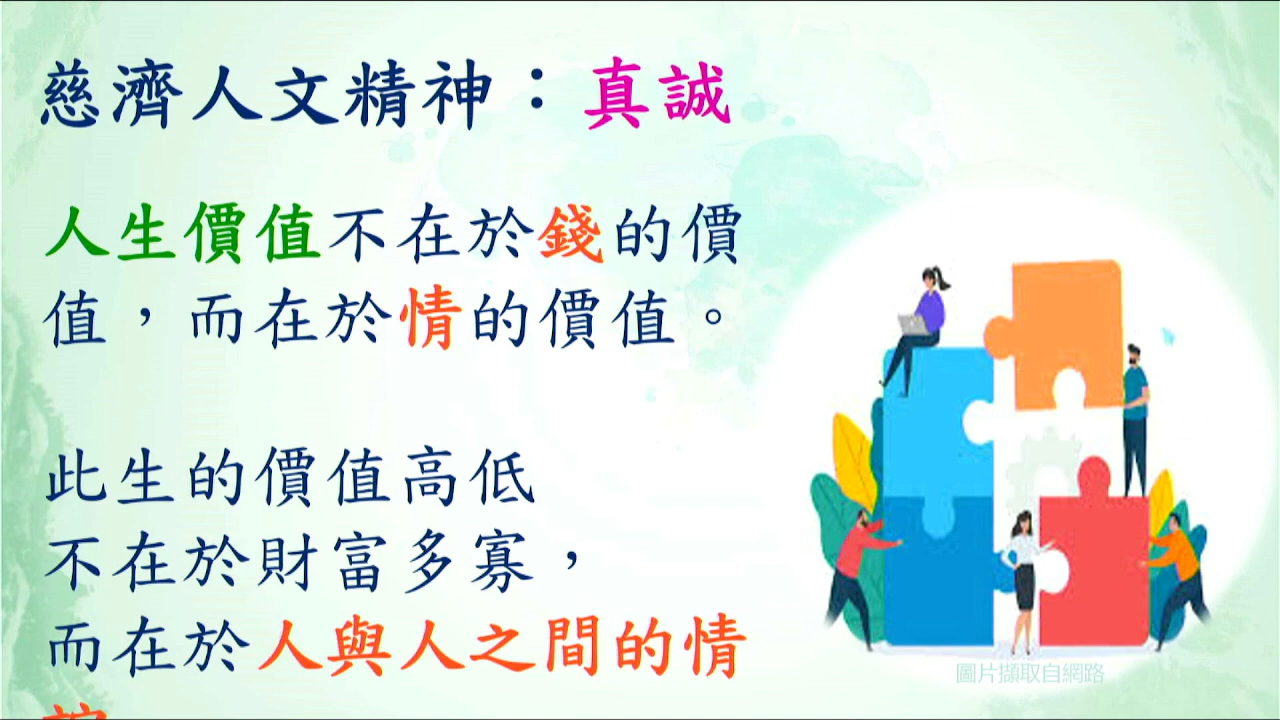 慈濟人文精神：真誠
人生價值不在於錢的價
值，而在於情的價值。
此生的價值高低
不在於財富多寡，
而在於人與人之間的情
圖片擷取自網路